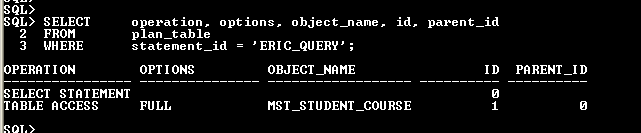 SQL>
SQL> SELECT operation, options, object_name, id, parent_id
2 FROM plan_table
3 WHERE statement_id = 'ERIC_QUERY';
OPERATION OPTIONS OBJECT_NAME ID PARENT_ID
---------------- --------------- ------------------- ---------- ----------
SELECT STATEMENT 0
TABLE ACCESS FULL MST_STUDENT_COURSE 1 0
SQL>